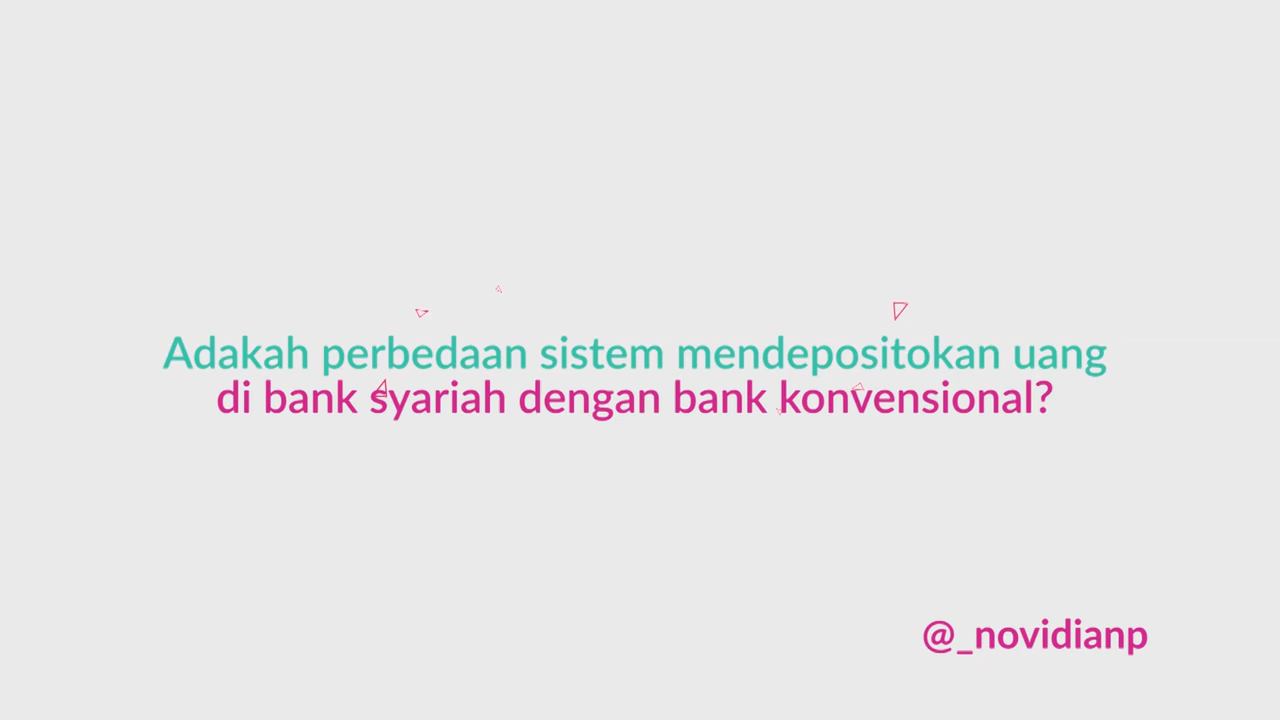 Adakah perbedaan sistem mendepositokan uang
di bank syariah dengan bank konvensional?
@_novidianp